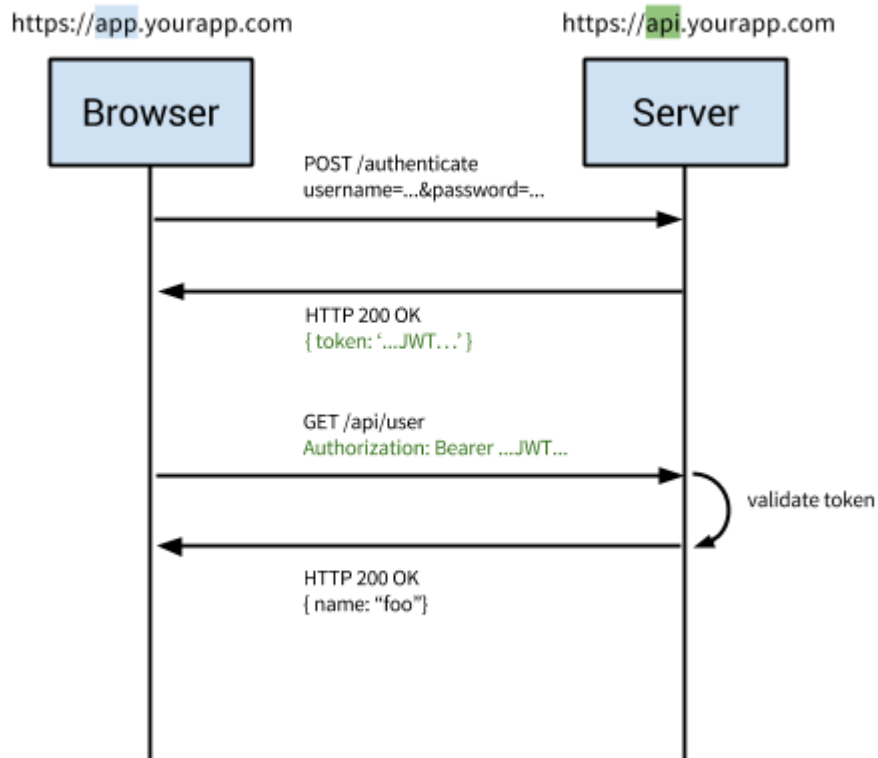 https://app.yourapp.com
https://api.yourapp.com
Browser
Server
POST /authenticate
username=...&password=...
HTTP 200 OK
{ token: ‘...JWT...’ }
GET /api/user
Authorization: Bearer ...JWT...
validate token
HTTP 200 OK
{ name: “foo”}